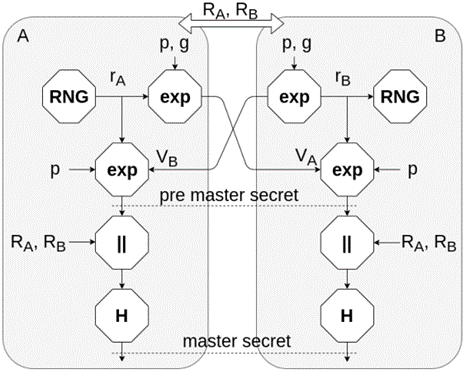 R_A, R_B
A
B
p, g
p, g
RNG
r_A
exp
exp
r_B
RNG
p
exp
V_B
V_A
exp
p
pre master secret
R_A, R_B
||
||
R_A, R_B
H
H
master secret